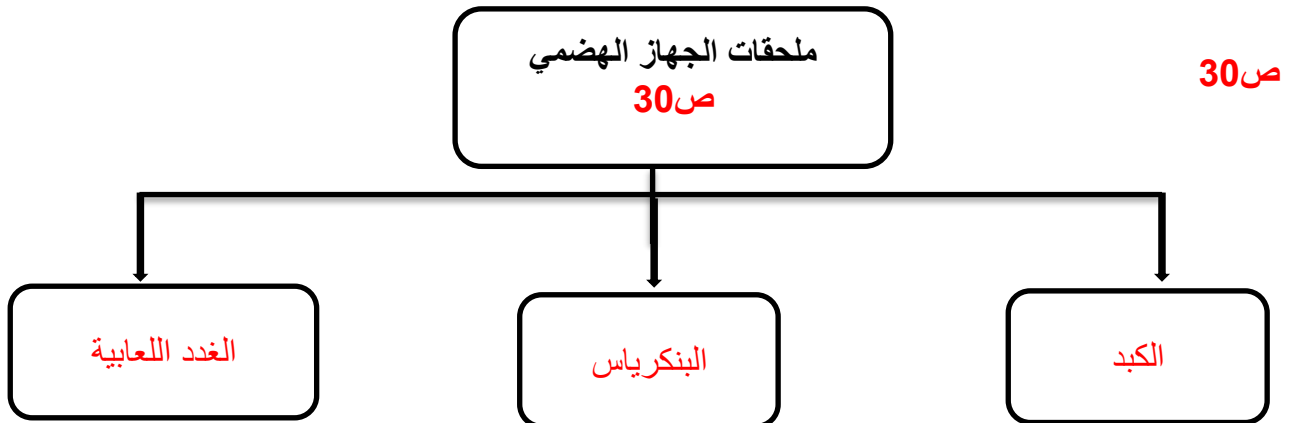 ملحقات الجهاز الهضمي
ص30
ص30
الكبد
البنكرياس
الغدد اللعابية